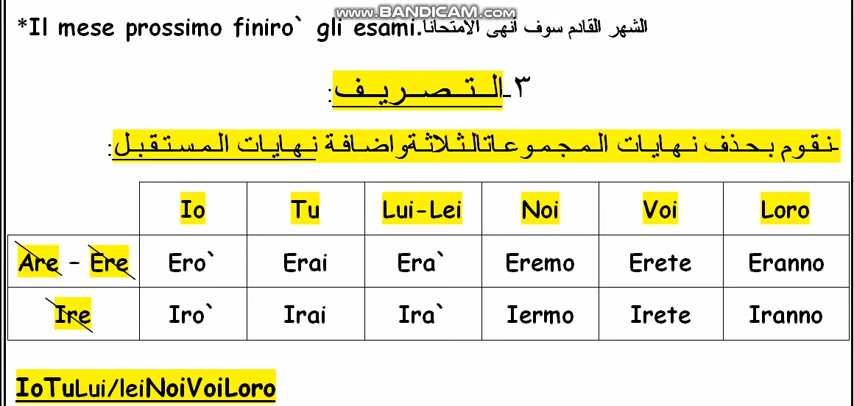 www.BANDICAM.com
*Il mese prossimo finiro` gli esami.الشهر القادم سوف انهى الامتحانا
٣-التصريف:
-نقوم بحذف نهايات المجموعاتالثلاثةواضافة نهايات المستقبل:
Io Tu Lui-Lei Noi Voi Loro
Are - Ere Ero` Erai Era` Eremo Erete Eranno
Ire Iro` Irai Ira` Iermo Irete Iranno
IoTuLui/leiNoiVoiLoro